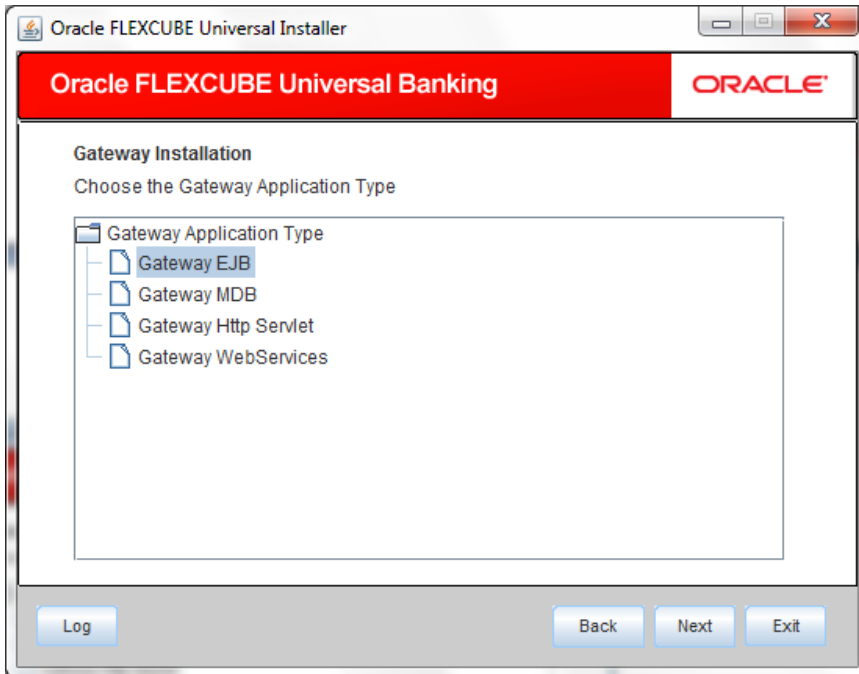 Oracle FLEXCUBE Universal Installer
Oracle FLEXCUBE Universal Banking
ORACLE
Gateway Installation
Choose the Gateway Application Type
Gateway Application Type
Gateway EJB
Gateway MDB
Gateway Http Servlet
Gateway WebServices
Log
Back
Next
Exit